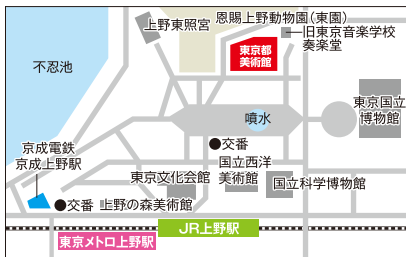 恩賜上野動物園（東園）
上野東照宮
旧東京音楽学校
奏楽堂
東京都
美術館
不忍池
東京国立
博物館
噴水
交番
京成電鉄
京成上野駅
東京文化会館
国立西洋
美術館
国立科学博物館
交番
上野の森美術館
JR上野駅
東京メトロ上野駅